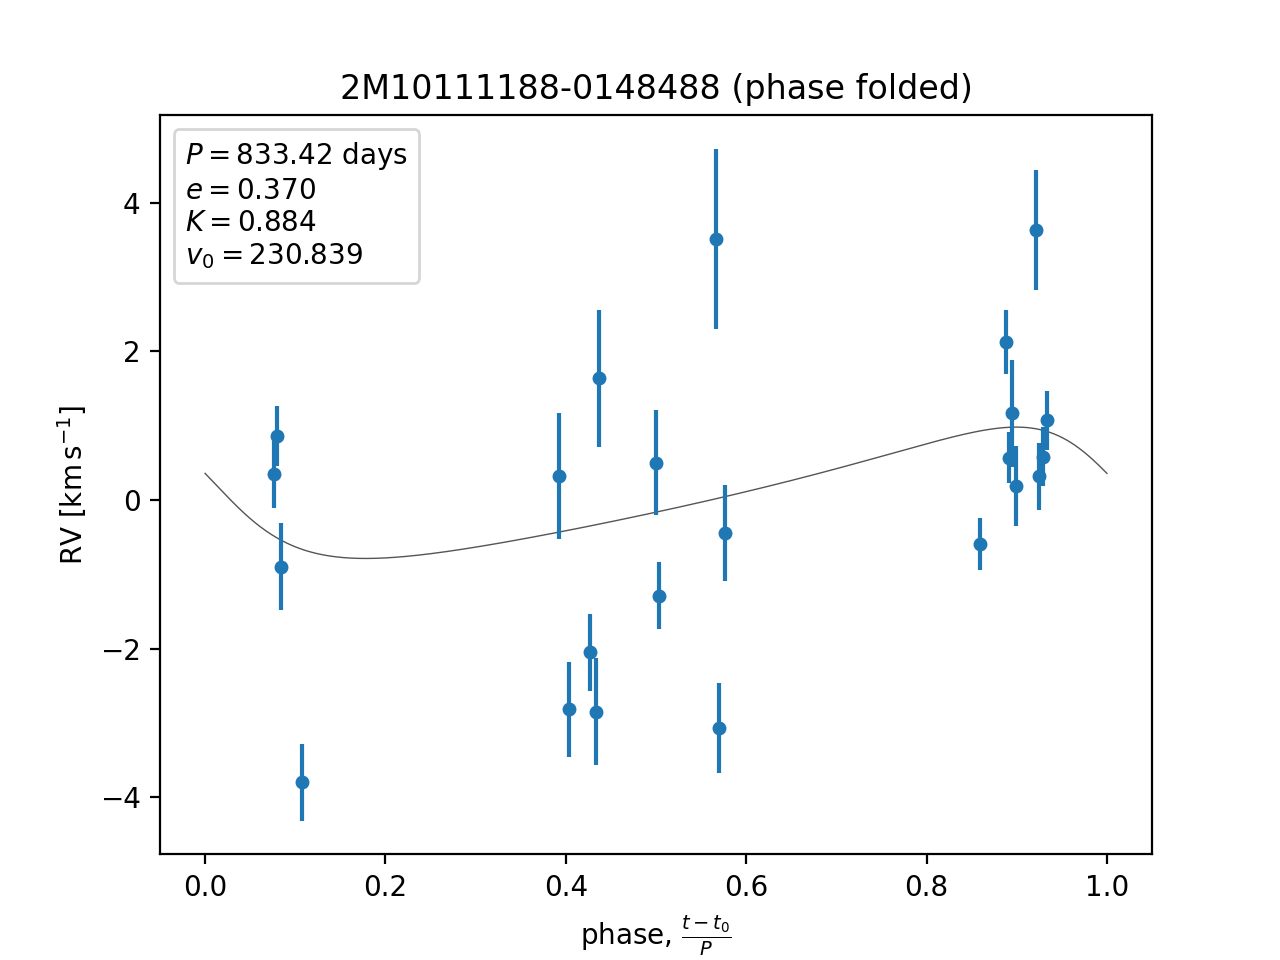 2M10111188-0148488 (phase folded)
P = 833.42 days
e = 0.370
K = 0.884
v₀ = 230.839
4
2
0
−2
−4
RV [km s⁻¹]
0.0 0.2 0.4 0.6 0.8 1.0
phase, (t − t₀)/P